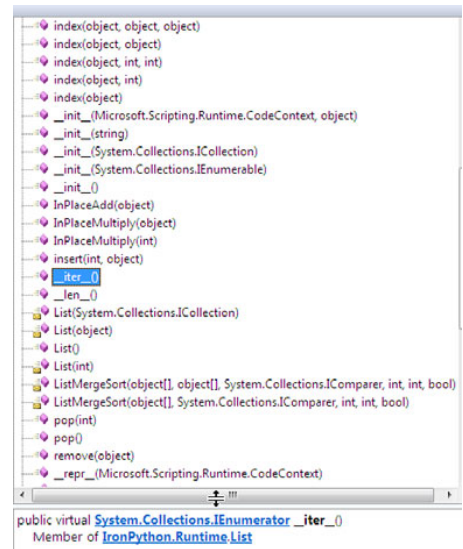 index(object, object, object)
index(object, object)
index(object, int, int)
index(object, int)
index(object)
__init__(Microsoft.Scripting.Runtime.CodeContext, object)
__init__(string)
__init__(System.Collections.ICollection)
__init__(System.Collections.IEnumerable)
__init__()
InPlaceAdd(object)
InPlaceMultiply(object)
InPlaceMultiply(int)
insert(int, object)
__iter__()
__len__()
List(System.Collections.ICollection)
List(object)
List()
List(int)
ListMergeSort(object[], object[], System.Collections.IComparer, int, int, bool)
ListMergeSort(object[], System.Collections.IComparer, int, int, bool)
pop(int)
pop()
remove(object)
__repr__(Microsoft.Scripting.Runtime.CodeContext)
public virtual System.Collections.IEnumerator __iter__()
Member of IronPython.Runtime.List